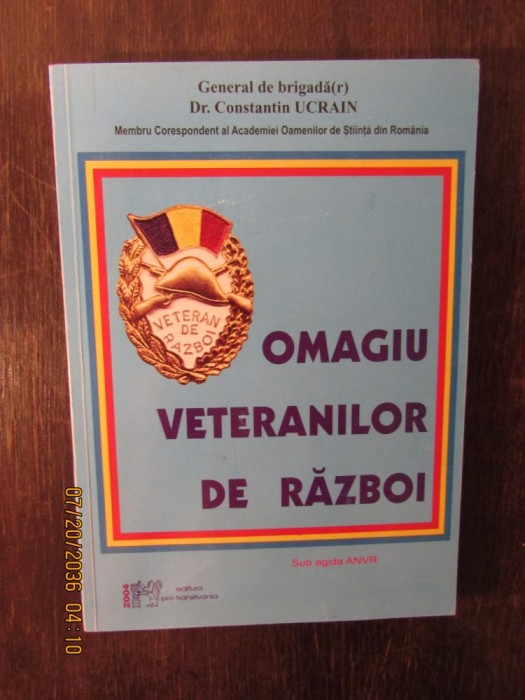 General de brigadă(r)
Dr. Constantin UCRAIN
Membru Corespondent al Academiei Oamenilor de Știință din România
VETERAN
DE
RĂZBOI
OMAGIU
VETERANILOR
DE RĂZBOI
Sub egida ANVR
2004
editura
pro transilvania
07/20/2036 04:10